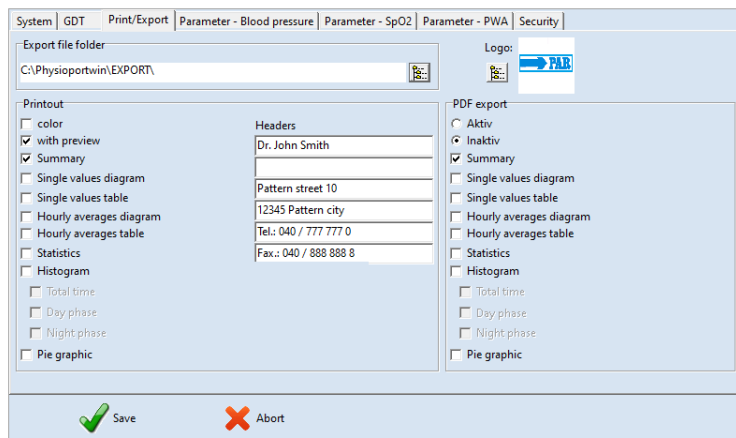 System GDT Print/Export Parameter - Blood pressure Parameter - SpO2 Parameter - PWA Security
Export file folder
C:\Physioportwin\EXPORT\
Logo:
PAR
Printout
color
with preview
Summary
Single values diagram
Single values table
Hourly averages diagram
Hourly averages table
Statistics
Histogram
Total time
Day phase
Night phase
Pie graphic
Headers
Dr. John Smith
Pattern street 10
12345 Pattern city
Tel.: 040 / 777 777 0
Fax.: 040 / 888 888 8
PDF export
Aktiv
Inaktiv
Summary
Single values diagram
Single values table
Hourly averages diagram
Hourly averages table
Statistics
Histogram
Total time
Day phase
Night phase
Pie graphic
Save
Abort